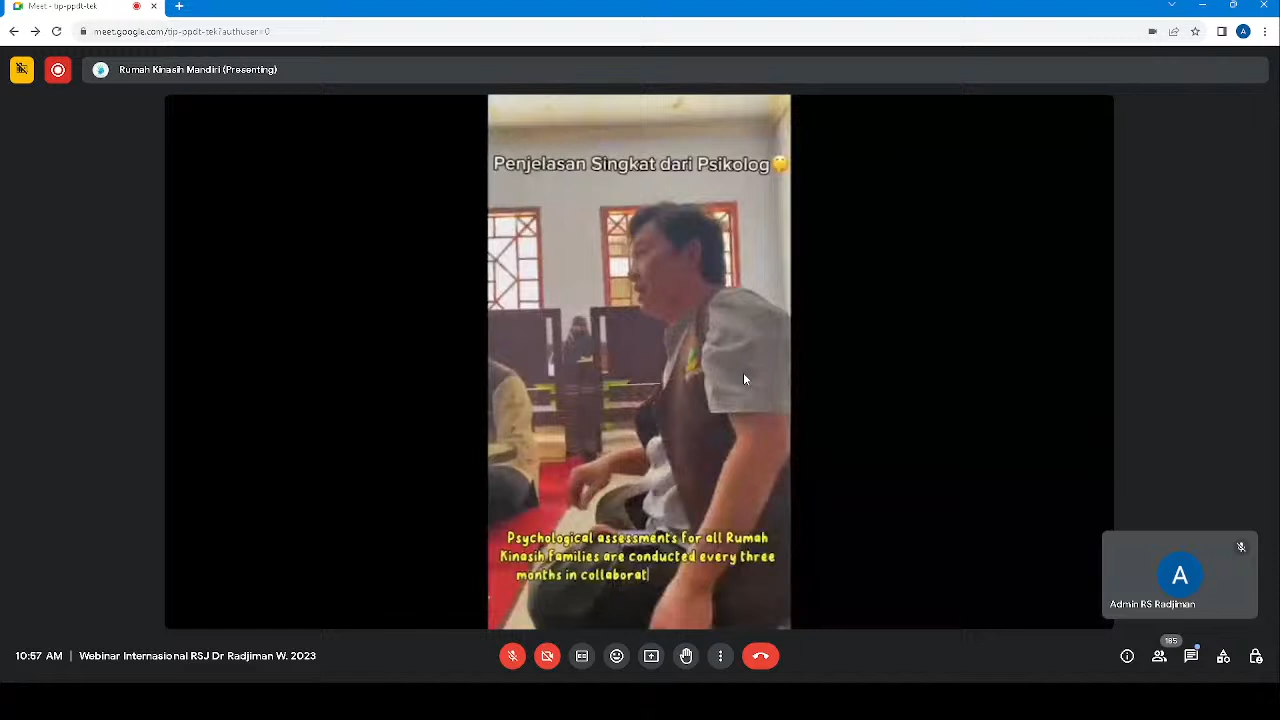 Meet - tip-ppdt-tek
meet.google.com/tip-ppdt-tek?authuser=0
A
Rumah Kinasih Mandiri (Presenting)
Penjelasan Singkat dari Psikolog
Psychological assessments for all Rumah
Kinasih families are conducted every three
months in collaborat
A
Admin RS Radjiman
10:57 AM | Webinar Internasional RSJ Dr Radjiman W. 2023
185